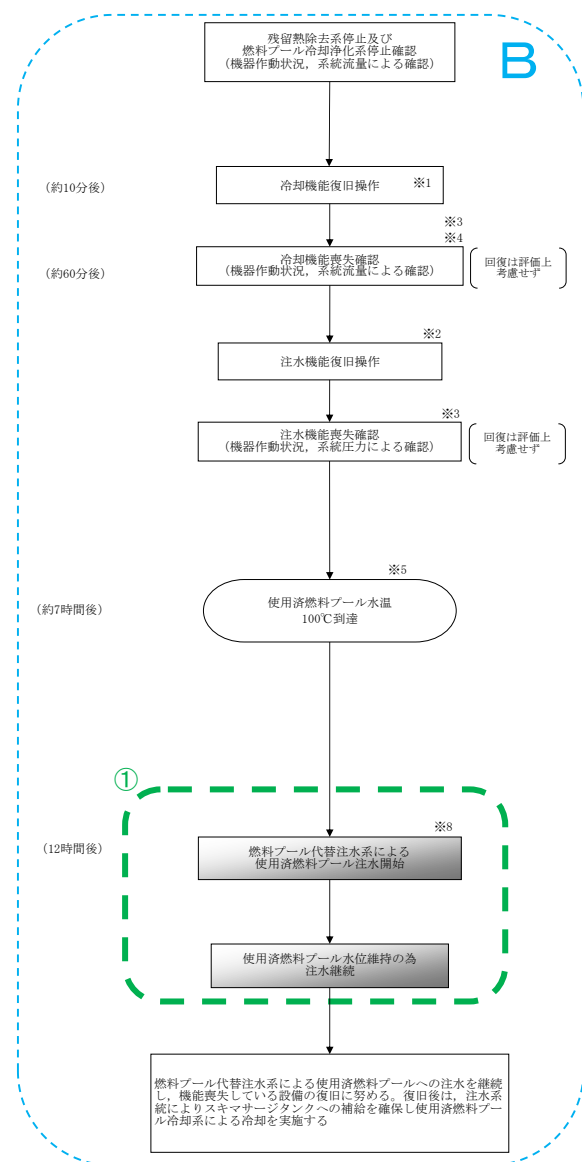 残留熱除去系停止及び
燃料プール冷却浄化系停止確認
(機器作動状況，系統流量による確認)
B
(約10分後)
冷却機能復旧操作
※1
※3
※4
(約60分後)
冷却機能喪失確認
(機器作動状況，系統流量による確認)
回復は評価上
考慮せず
※2
注水機能復旧操作
※3
注水機能喪失確認
(機器作動状況，系統圧力による確認)
回復は評価上
考慮せず
※5
(約7時間後)
使用済燃料プール水温
100℃到達
①
※8
(12時間後)
燃料プール代替注水系による
使用済燃料プール注水開始
使用済燃料プール水位維持の為
注水継続
燃料プール代替注水系による使用済燃料プールへの注水を継続
し，機能喪失している設備の復旧に努める。復旧後は，注水系
統によりスキマサージタンクへの補給を確保し使用済燃料プー
ル冷却系による冷却を実施する